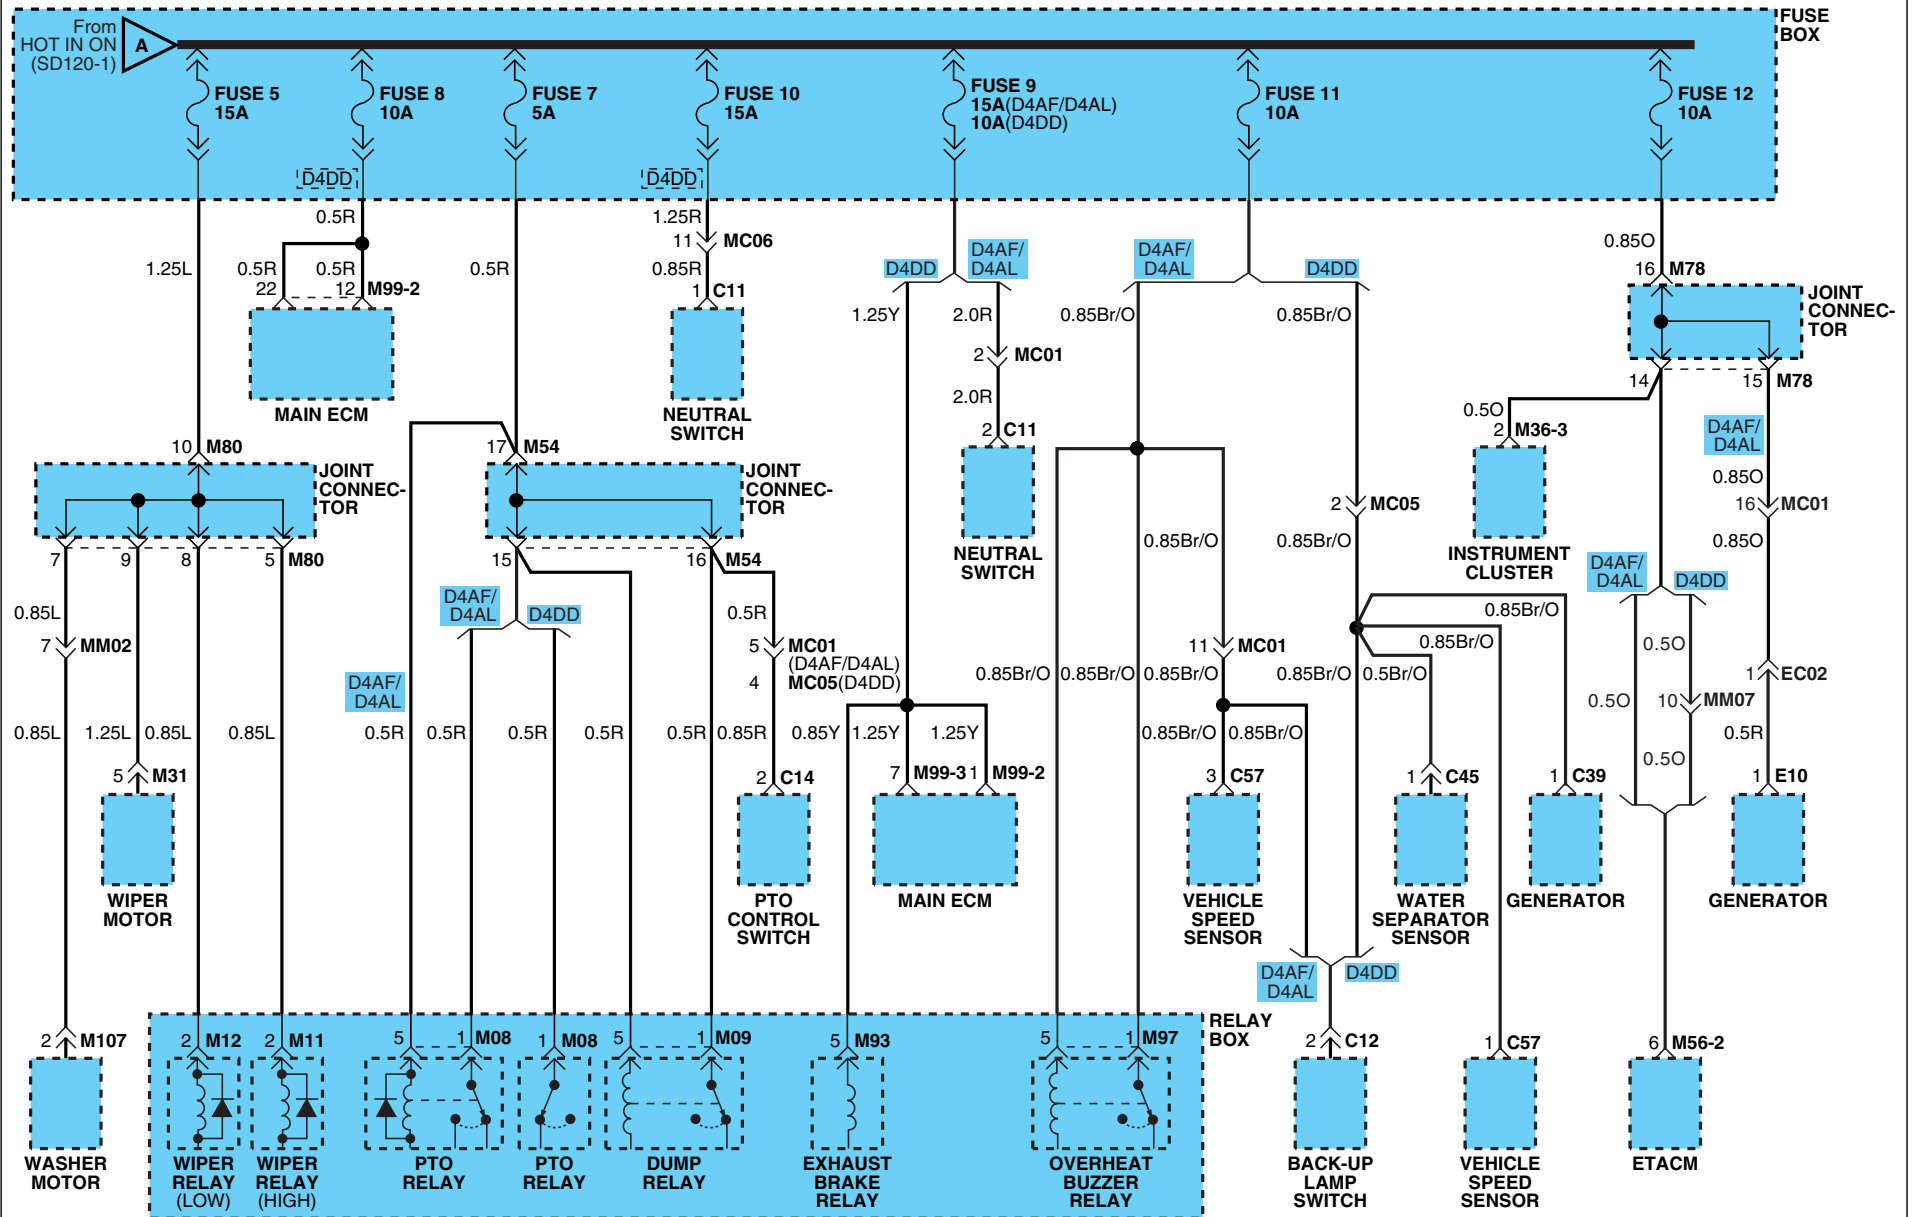 From
HOT IN ON
(SD120-1)
A
FUSE
BOX
FUSE 5
15A
FUSE 8
10A
FUSE 7
5A
FUSE 10
15A
FUSE 9
15A(D4AF/D4AL)
10A(D4DD)
FUSE 11
10A
FUSE 12
10A
D4DD
D4DD
0.5R
1.25R
11 MC06
0.85O
1.25L
0.5R
0.5R
0.5R
0.85R
D4DD
D4AF/
D4AL
D4AF/
D4AL
D4DD
16 M78
22
12 M99-2
1 C11
JOINT
CONNEC-
TOR
1.25Y
2.0R
0.85Br/O
0.85Br/O
2 MC01
14
15 M78
2.0R
MAIN ECM
NEUTRAL
SWITCH
0.5O
2 M36-3
D4AF/
D4AL
2 C11
10 M80
17 M54
JOINT
CONNEC-
TOR
JOINT
CONNEC-
TOR
0.85O
16 MC01
2 MC05
0.85O
0.85Br/O
0.85Br/O
NEUTRAL
SWITCH
INSTRUMENT
CLUSTER
7
9
8
5 M80
15
16 M54
D4AF/
D4AL
D4DD
D4AF/
D4AL
D4DD
0.85L
0.5R
0.85Br/O
0.85Br/O
7 MM02
5 MC01
(D4AF/D4AL)
4 MC05(D4DD)
11 MC01
0.5O
0.85Br/O
0.85Br/O
0.85Br/O
0.85Br/O
0.5Br/O
1 EC02
D4AF/
D4AL
0.5O
10 MM07
0.85L
1.25L
0.85L
0.85L
0.5R
0.5R
0.5R
0.5R
0.5R
0.85R
0.85Y
1.25Y
1.25Y
0.85Br/O
0.85Br/O
0.5R
0.5O
5 M31
2 C14
7 M99-3
1 M99-2
3 C57
1 C45
1 C39
1 E10
WIPER
MOTOR
PTO
CONTROL
SWITCH
MAIN ECM
VEHICLE
SPEED
SENSOR
WATER
SEPARATOR
SENSOR
GENERATOR
GENERATOR
D4AF/
D4AL
D4DD
RELAY
BOX
2 M107
2 M12
2 M11
5
1 M08
1 M08
5
1 M09
5 M93
5
1 M97
2 C12
1 C57
6 M56-2
WASHER
MOTOR
WIPER
RELAY
(LOW)
WIPER
RELAY
(HIGH)
PTO
RELAY
PTO
RELAY
DUMP
RELAY
EXHAUST
BRAKE
RELAY
OVERHEAT
BUZZER
RELAY
BACK-UP
LAMP
SWITCH
VEHICLE
SPEED
SENSOR
ETACM